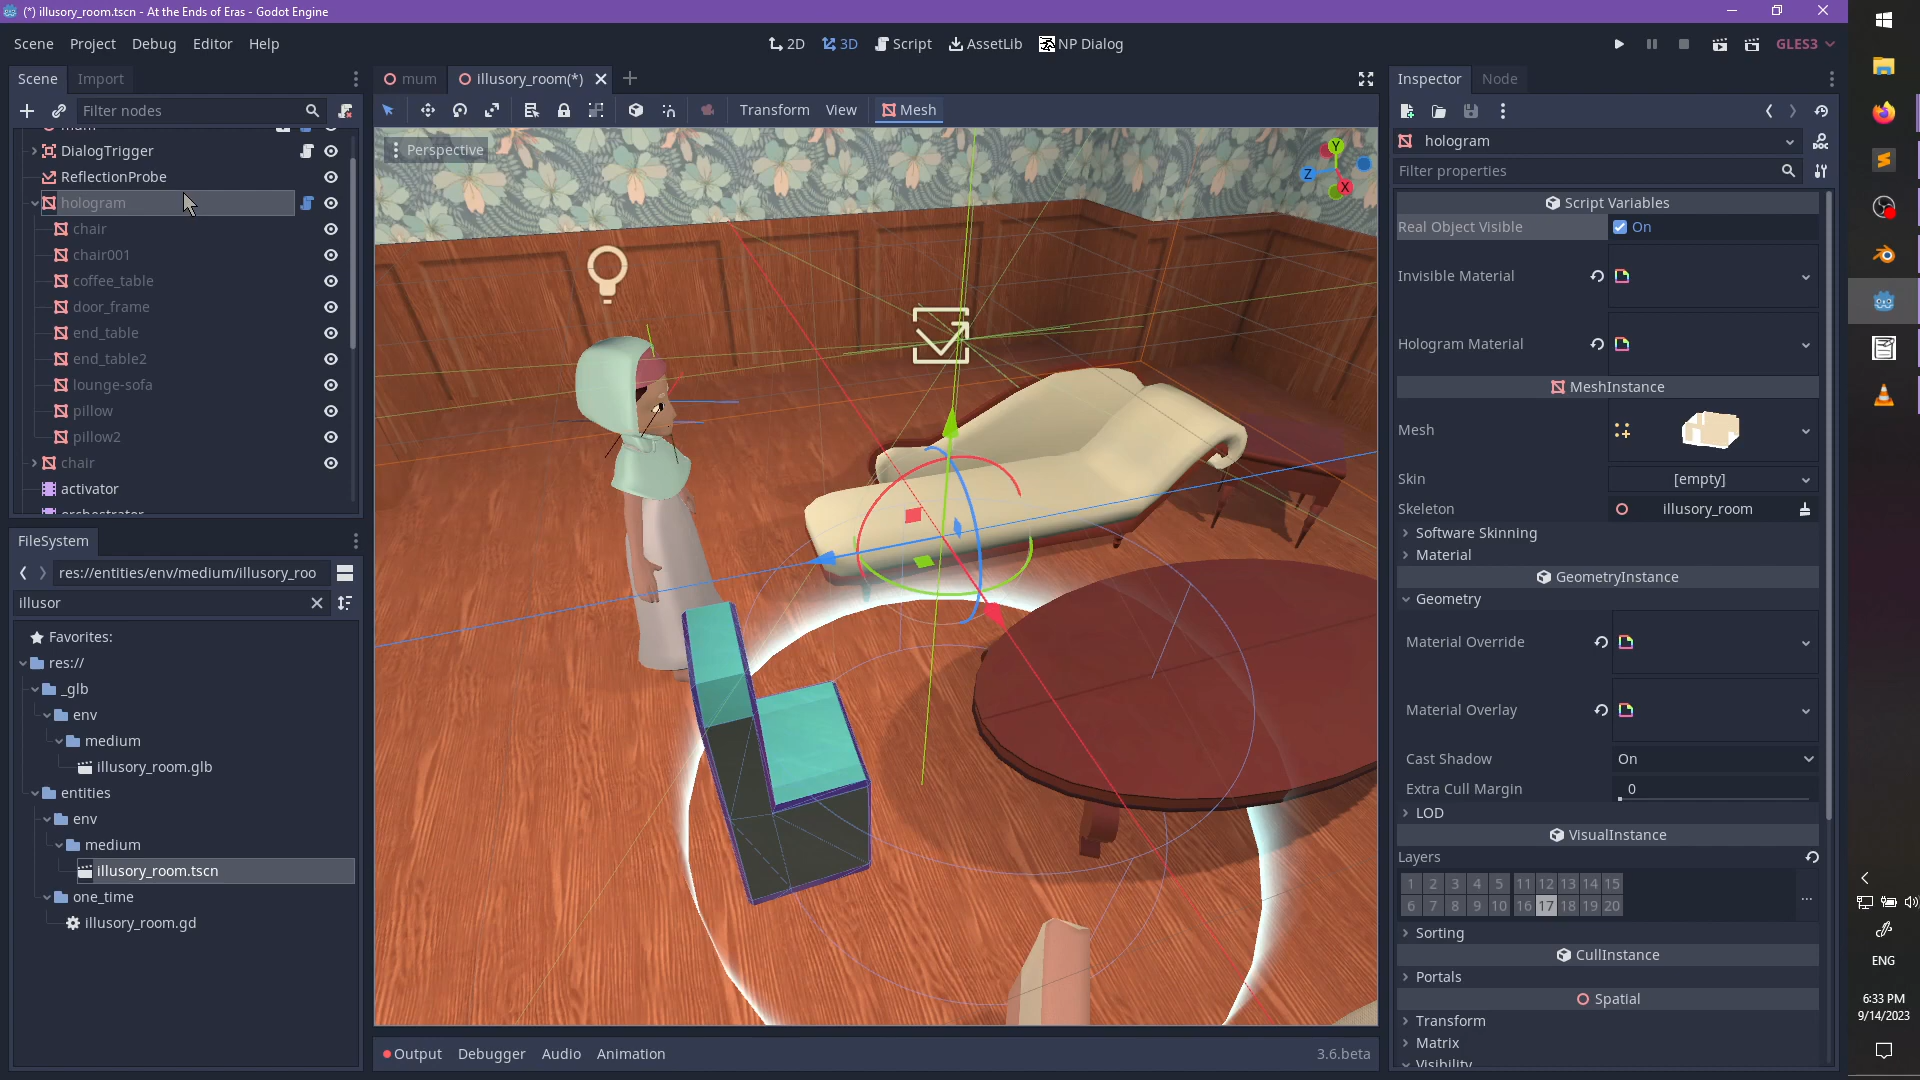 (*) illusory_room.tscn - At the Ends of Eras - Godot Engine
Scene Project Debug Editor Help
2D 3D Script AssetLib NP Dialog
GLES3
Scene Import
Filter nodes
DialogTrigger
ReflectionProbe
hologram
chair
chair001
coffee_table
door_frame
end_table
end_table2
lounge-sofa
pillow
pillow2
chair
activator
FileSystem
res://entities/env/medium/illusory_roo
illusor
Favorites:
res://
_glb
env
medium
illusory_room.glb
entities
env
medium
illusory_room.tscn
one_time
illusory_room.gd
mum illusory_room(*)
Transform View Mesh
Perspective
Y
Z
X
Output Debugger Audio Animation 3.6.beta
Inspector Node
hologram
DOC
Filter properties
Script Variables
Real Object Visible On
Invisible Material
Hologram Material
MeshInstance
Mesh
Skin [empty]
Skeleton illusory_room
Software Skinning
Material
GeometryInstance
Geometry
Material Override
Material Overlay
Cast Shadow On
Extra Cull Margin 0
LOD
VisualInstance
Layers
1 2 3 4 5 11 12 13 14 15
6 7 8 9 10 16 17 18 19 20
...
Sorting
CullInstance
Portals
Spatial
Transform
Matrix
Visibility
ENG
6:33 PM
9/14/2023